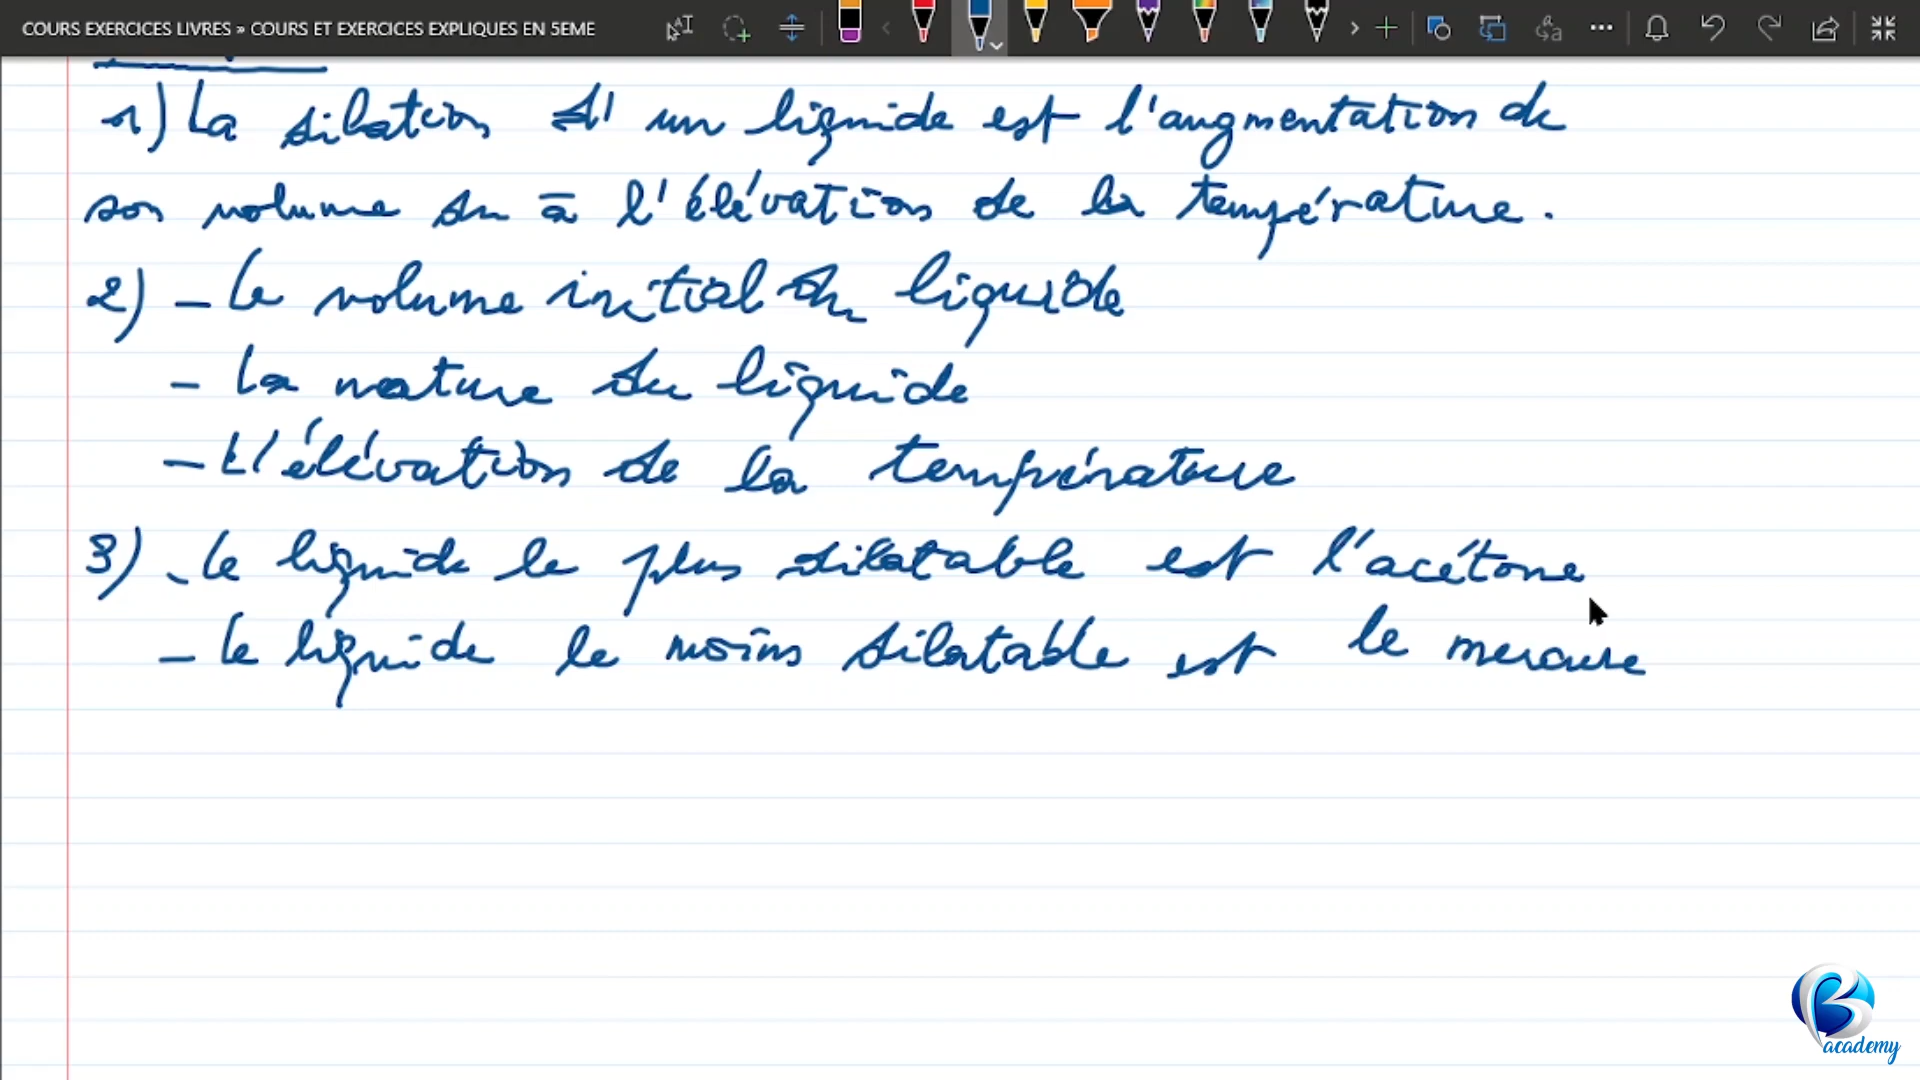 COURS EXERCICES LIVRES » COURS ET EXERCICES EXPLIQUES EN 5EME
1) La dilation d'un liquide est l'augmentation de
son volume du à l'élévation de la température.
2) - Le volume initial du liquide
- La nature du liquide
- L'élévation de la température
3) - Le liquide le plus dilatable est l'acétone
- Le liquide le moins dilatable est le mercure
B academy